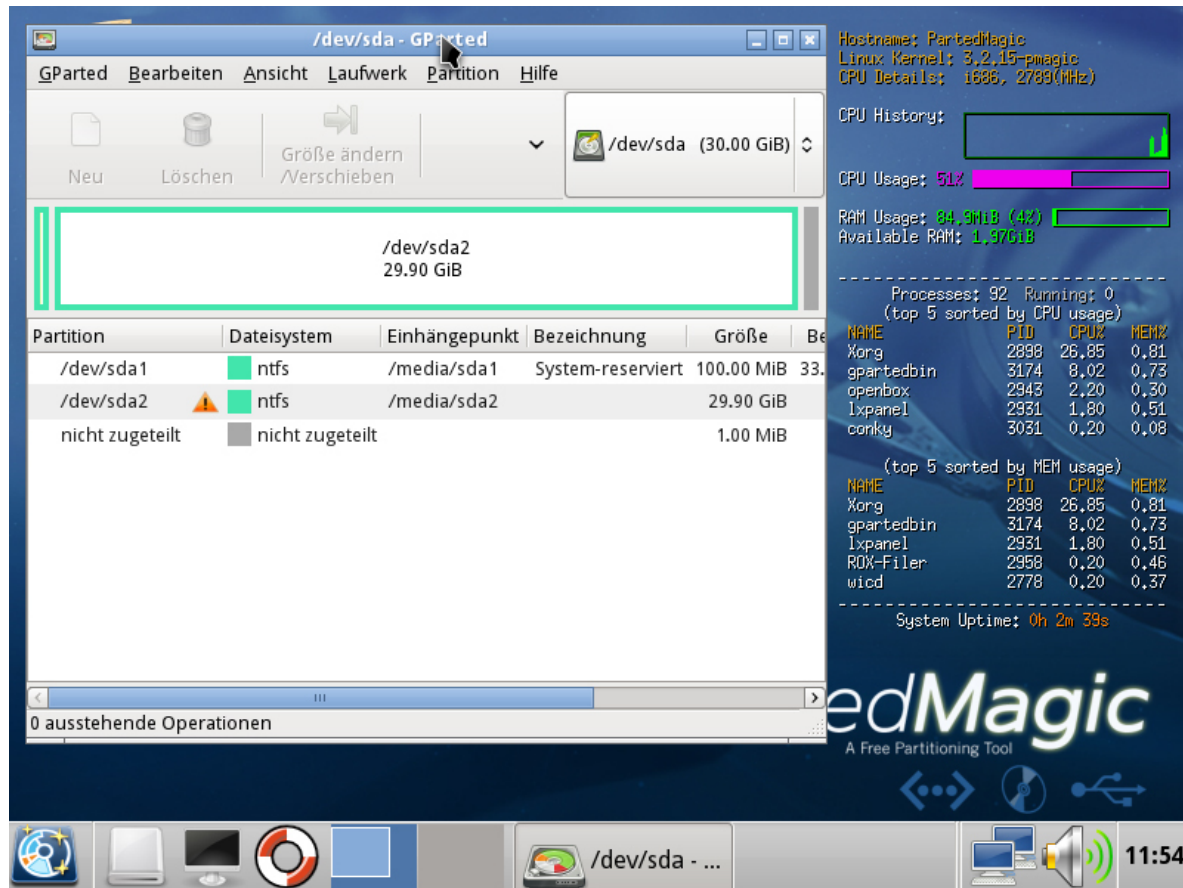 /dev/sda - GParted
GParted Bearbeiten Ansicht Laufwerk Partition Hilfe
Neu Löschen Größe ändern /Verschieben /dev/sda (30.00 GiB)
/dev/sda2
29.90 GiB
Partition Dateisystem Einhängepunkt Bezeichnung Größe Be
/dev/sda1 ntfs /media/sda1 System-reserviert 100.00 MiB 33.
/dev/sda2 ntfs /media/sda2 29.90 GiB
nicht zugeteilt nicht zugeteilt 1.00 MiB
0 ausstehende Operationen
Hostname: PartedMagic
Linux Kernel: 3.2.15-pmagic
CPU Details: i686, 2789(MHz)
CPU History:
CPU Usage: 51%
RAM Usage: 84.9MiB (4%)
Available RAM: 1.97GiB
Processes: 92 Running: 0
(top 5 sorted by CPU usage)
NAME PID CPU% MEM%
Xorg 2898 26.85 0.81
gpartedbin 3174 8.02 0.73
openbox 2943 2.20 0.30
lxpanel 2931 1.80 0.51
conky 3031 0.20 0.08
(top 5 sorted by MEM usage)
NAME PID CPU% MEM%
Xorg 2898 26.85 0.81
gpartedbin 3174 8.02 0.73
lxpanel 2931 1.80 0.51
ROX-Filer 2958 0.20 0.46
wicd 2778 0.20 0.37
System Uptime: 0h 2m 39s
edMagic
A Free Partitioning Tool
/dev/sda - ...
11:54